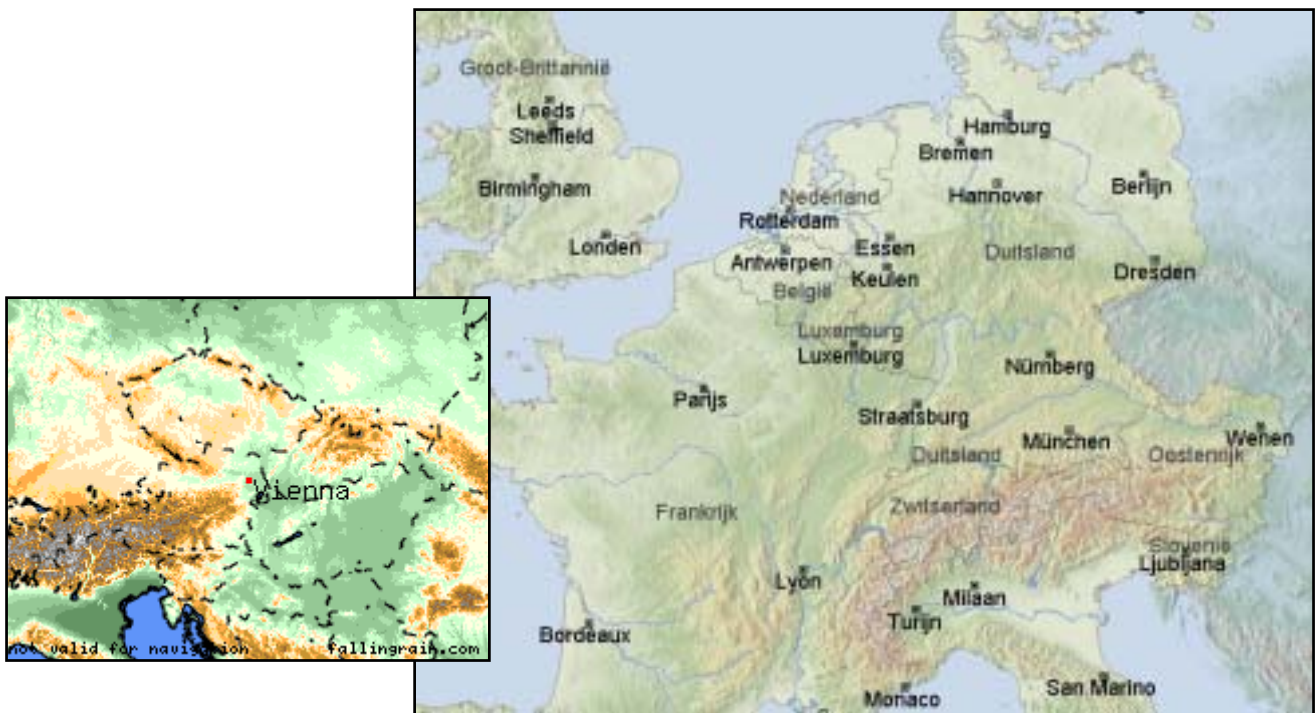 Groot-Brittannië
Leeds
Sheffield
Birmingham
Londen
Hamburg
Bremen
Hannover
Berlijn
Nederland
Rotterdam
Essen
Antwerpen
Keulen
België
Duitsland
Dresden
Luxemburg
Luxemburg
Nürnberg
Parijs
Straatsburg
München
Wenen
Duitsland
Oostenrijk
Zwitserland
Frankrijk
Slovenië
Ljubljana
Lyon
Milaan
Turijn
Bordeaux
San Marino
Monaco
Vienna
not valid for navigation
fallingrain.com